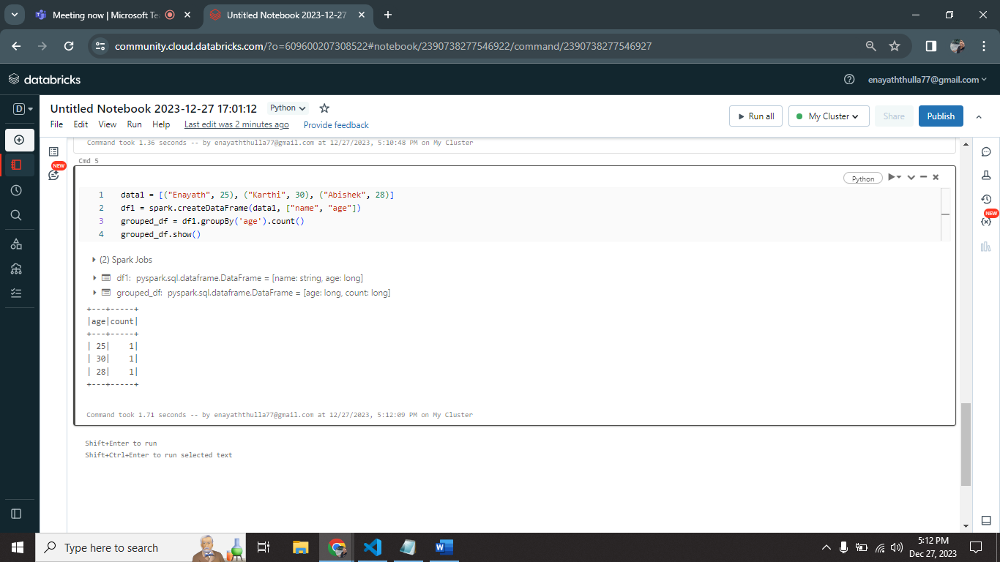 Meeting now | Microsoft Te
Untitled Notebook 2023-12-27
community.cloud.databricks.com/?o=609600207308522#notebook/2390738277546922/command/2390738277546927
databricks
enayaththulla77@gmail.com
D
Untitled Notebook 2023-12-27 17:01:12
Python
File Edit View Run Help Last edit was 2 minutes ago Provide feedback
Run all
My Cluster
Share
Publish
NEW
NEW
Command took 1.36 seconds -- by enayaththulla77@gmail.com at 12/27/2023, 5:10:48 PM on My Cluster
Cmd 5
Python
1 data1 = [("Enayath", 25), ("Karthi", 30), ("Abishek", 28)]
2 df1 = spark.createDataFrame(data1, ["name", "age"])
3 grouped_df = df1.groupBy('age').count()
4 grouped_df.show()
(2) Spark Jobs
df1: pyspark.sql.dataframe.DataFrame = [name: string, age: long]
grouped_df: pyspark.sql.dataframe.DataFrame = [age: long, count: long]
+---+-----+
|age|count|
+---+-----+
| 25|    1|
| 30|    1|
| 28|    1|
+---+-----+
Command took 1.71 seconds -- by enayaththulla77@gmail.com at 12/27/2023, 5:12:09 PM on My Cluster
Shift+Enter to run
Shift+Ctrl+Enter to run selected text
Type here to search
5:12 PM
Dec 27, 2023